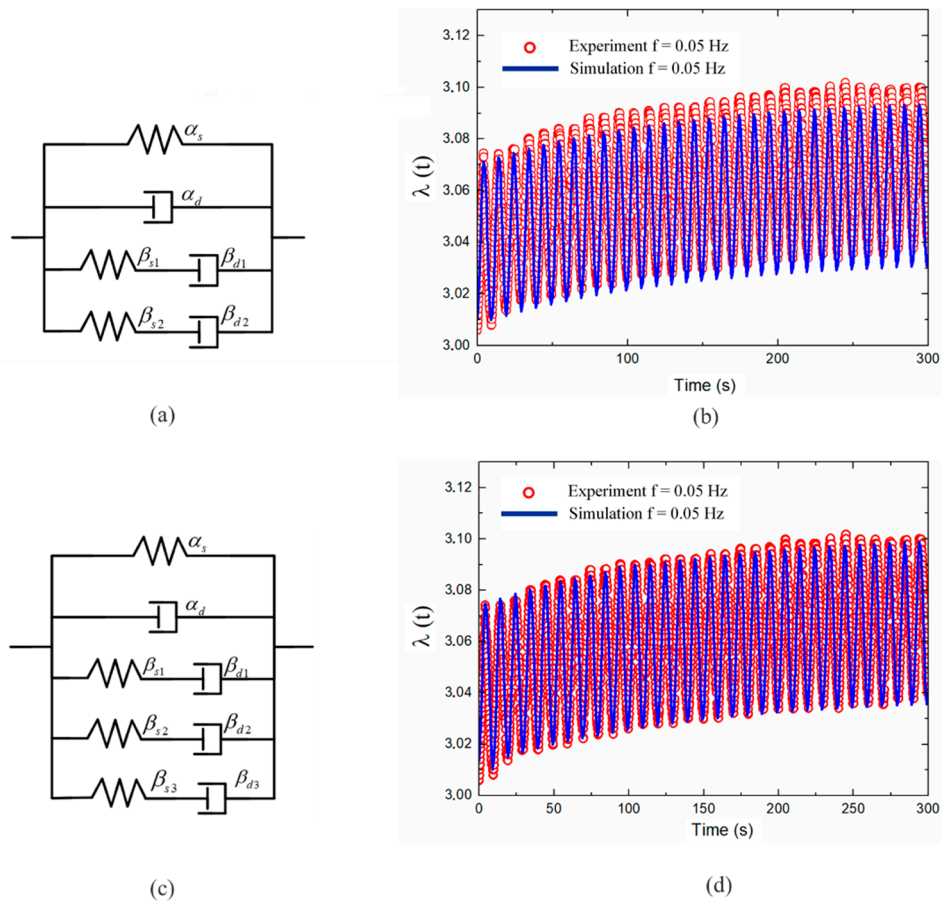 α_s
α_d
β_s1 β_d1
β_s2 β_d2
(a)
3.12
3.10
3.08
3.06
3.04
3.02
3.00
λ (t)
Experiment f = 0.05 Hz
Simulation f = 0.05 Hz
0 100 200 300
Time (s)
(b)
α_s
α_d
β_s1 β_d1
β_s2 β_d2
β_s3 β_d3
(c)
3.12
3.10
3.08
3.06
3.04
3.02
3.00
λ (t)
Experiment f = 0.05 Hz
Simulation f = 0.05 Hz
0 50 100 150 200 250 300
Time (s)
(d)